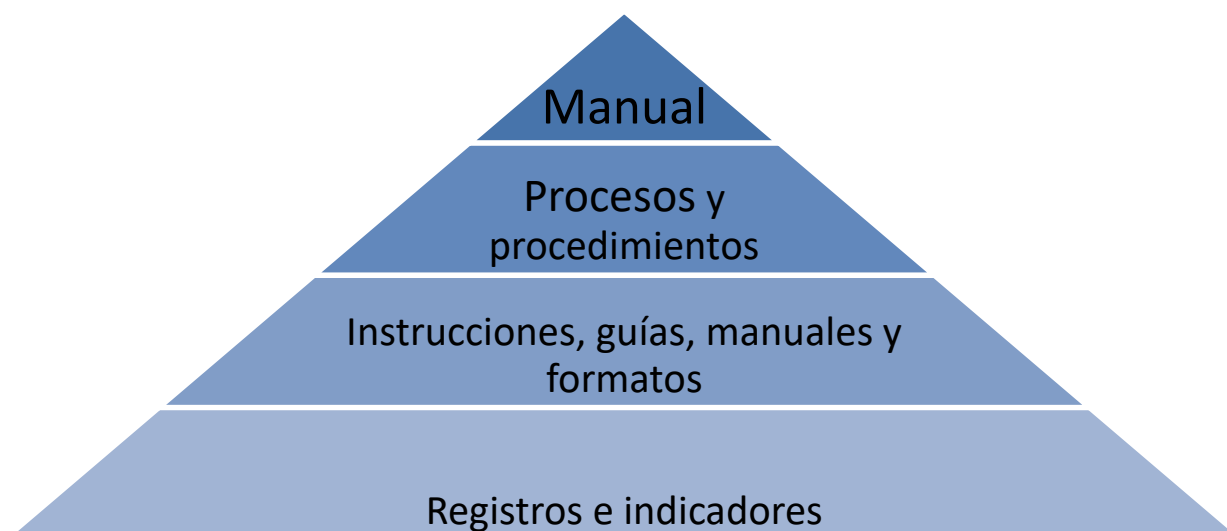 Manual
Procesos y
procedimientos
Instrucciones, guías, manuales y
formatos
Registros e indicadores